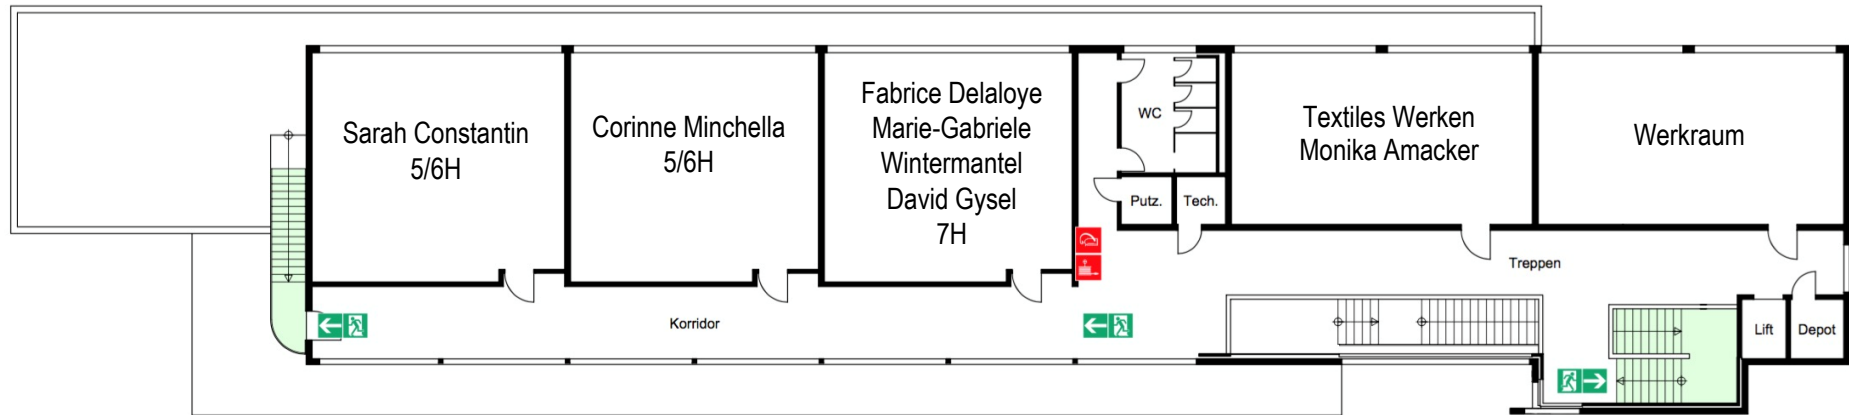 Sarah Constantin
5/6H
Corinne Minchella
5/6H
Fabrice Delaloye
Marie-Gabriele
Wintermantel
David Gysel
7H
WC
Putz.
Tech.
Textiles Werken
Monika Amacker
Werkraum
Treppen
Korridor
Lift
Depot